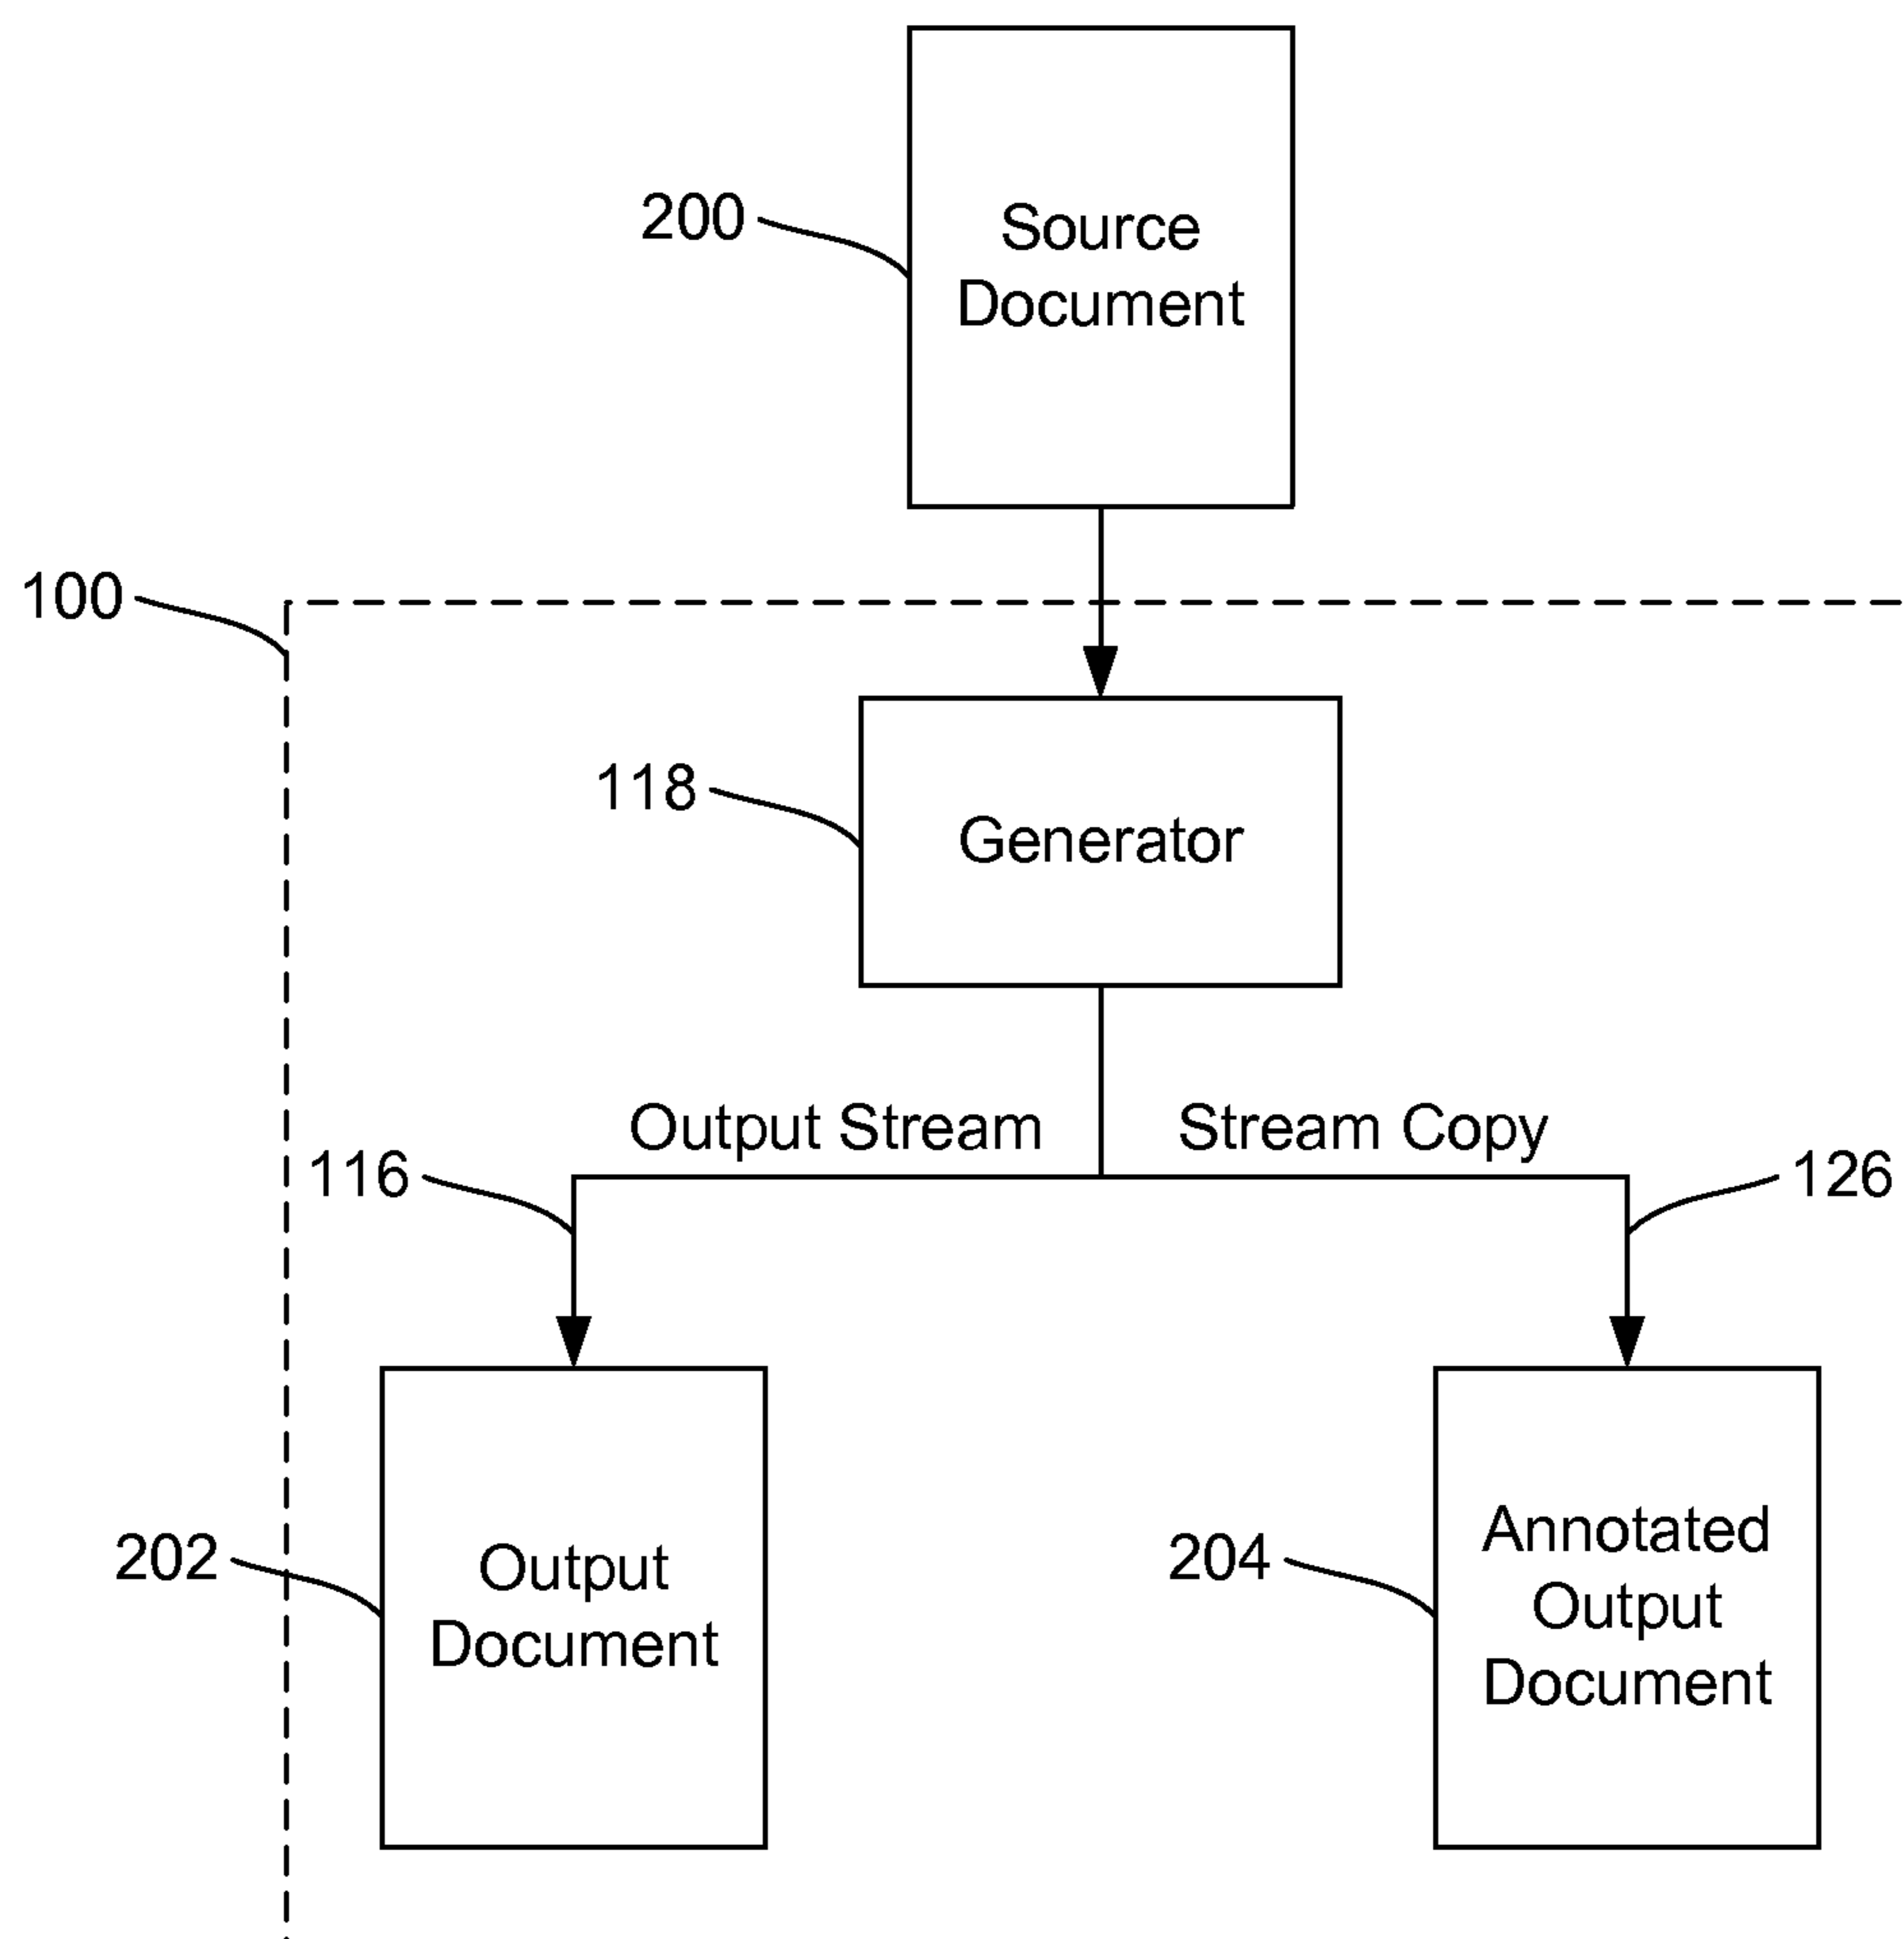 200
Source
Document
100
118
Generator
Output Stream
Stream Copy
116
126
202
Output
Document
204
Annotated
Output
Document